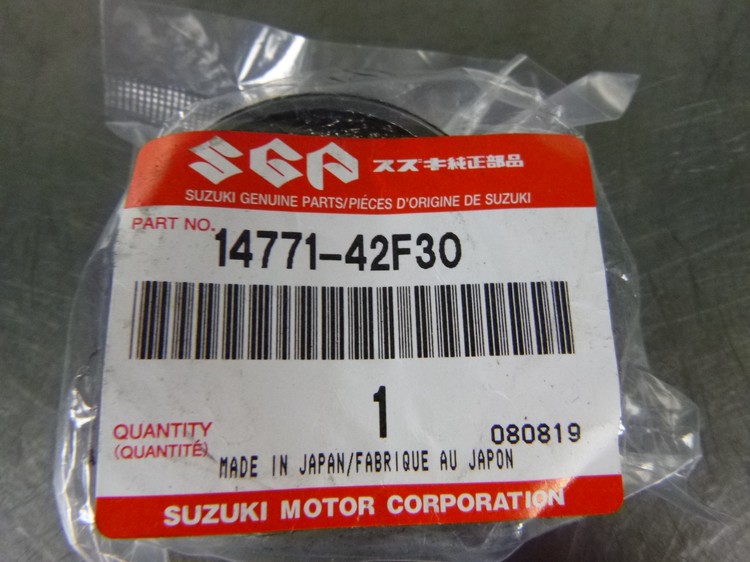 SGP スズキ純正部品
SUZUKI GENUINE PARTS/PIÉCES D'ORIGINE DE SUZUKI
PART NO. 14771-42F30
1
QUANTITY 080819
(QUANTITÉ)
MADE IN JAPAN/FABRIQUE AU JAPON
SUZUKI MOTOR CORPORATION